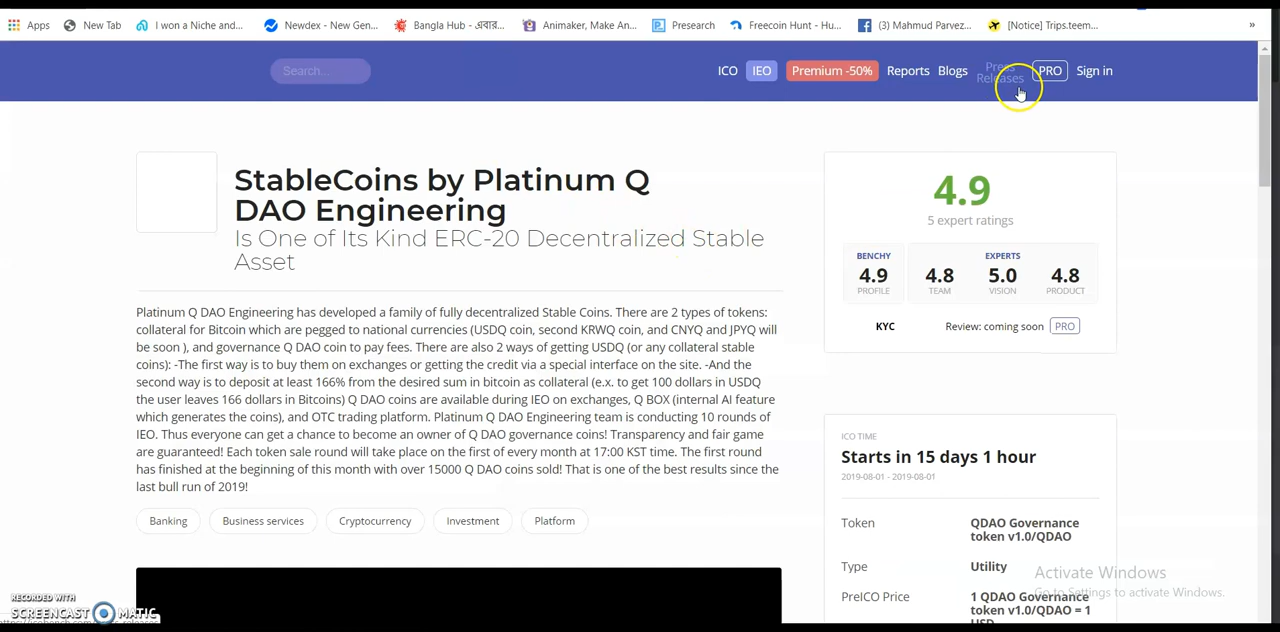 Apps New Tab I won a Niche and... Newdex - New Gen... Bangla Hub - এবার... Animaker, Make An... Presearch Freecoin Hunt - Hu... (3) Mahmud Parvez... [Notice] Trips.teem... »
Search... ICO IEO Premium -50% Reports Blogs Press Releases PRO Sign in
StableCoins by Platinum Q
DAO Engineering
Is One of Its Kind ERC-20 Decentralized Stable
Asset
Platinum Q DAO Engineering has developed a family of fully decentralized Stable Coins. There are 2 types of tokens:
collateral for Bitcoin which are pegged to national currencies (USDQ coin, second KRWQ coin, and CNYQ and JPYQ will
be soon ), and governance Q DAO coin to pay fees. There are also 2 ways of getting USDQ (or any collateral stable
coins): -The first way is to buy them on exchanges or getting the credit via a special interface on the site. -And the
second way is to deposit at least 166% from the desired sum in bitcoin as collateral (e.x. to get 100 dollars in USDQ
the user leaves 166 dollars in Bitcoins) Q DAO coins are available during IEO on exchanges, Q BOX (internal AI feature
which generates the coins), and OTC trading platform. Platinum Q DAO Engineering team is conducting 10 rounds of
IEO. Thus everyone can get a chance to become an owner of Q DAO governance coins! Transparency and fair game
are guaranteed! Each token sale round will take place on the first of every month at 17:00 KST time. The first round
has finished at the beginning of this month with over 15000 Q DAO coins sold! That is one of the best results since the
last bull run of 2019!
Banking Business services Cryptocurrency Investment Platform
4.9
5 expert ratings
BENCHY EXPERTS
4.9 4.8 5.0 4.8
PROFILE TEAM VISION PRODUCT
KYC Review: coming soon PRO
ICO TIME
Starts in 15 days 1 hour
2019-08-01 - 2019-08-01
Token QDAO Governance
token v1.0/QDAO
Type Utility
PreICO Price 1 QDAO Governance
token v1.0/QDAO = 1
USD
Activate Windows
Go to Settings to activate Windows.
RECORDED WITH
SCREENCAST MATIC